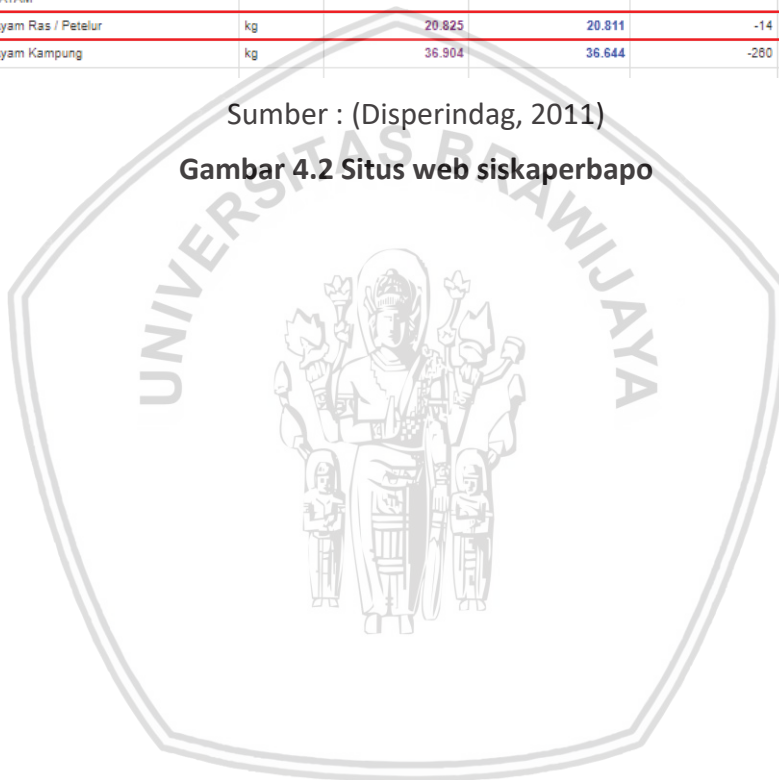 yam Ras / Petelur kg 20.825 20.811 -14
yam Kampung kg 36.904 36.644 -260
Sumber : (Disperindag, 2011)
Gambar 4.2 Situs web siskaperbapo
UNIVERSITAS BRAWIJAYA